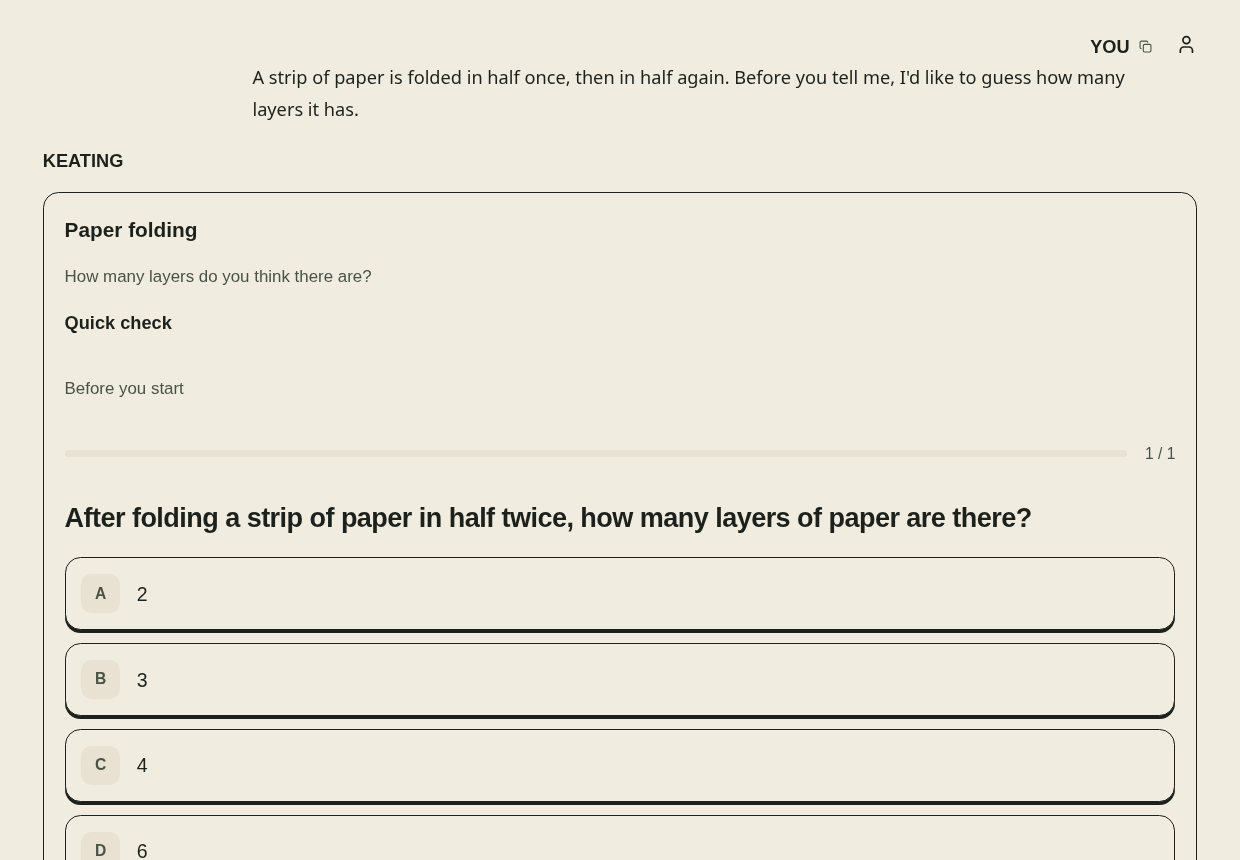 YOU
A strip of paper is folded in half once, then in half again. Before you tell me, I'd like to guess how many
layers it has.
KEATING
Paper folding
How many layers do you think there are?
Quick check
Before you start
1 / 1
After folding a strip of paper in half twice, how many layers of paper are there?
A 2
B 3
C 4
D 6